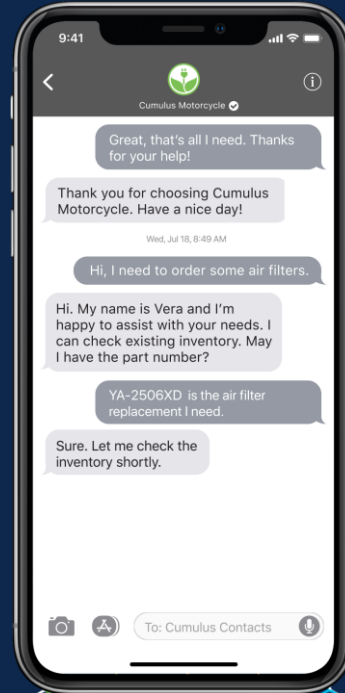 9:41
Cumulus Motorcycle
Great, that's all I need. Thanks
for your help!
Thank you for choosing Cumulus
Motorcycle. Have a nice day!
Wed, Jul 18, 8:49 AM
Hi, I need to order some air filters.
Hi. My name is Vera and I'm
happy to assist with your needs. I
can check existing inventory. May
I have the part number?
YA-2506XD is the air filter
replacement I need.
Sure. Let me check the
inventory shortly.
To: Cumulus Contacts